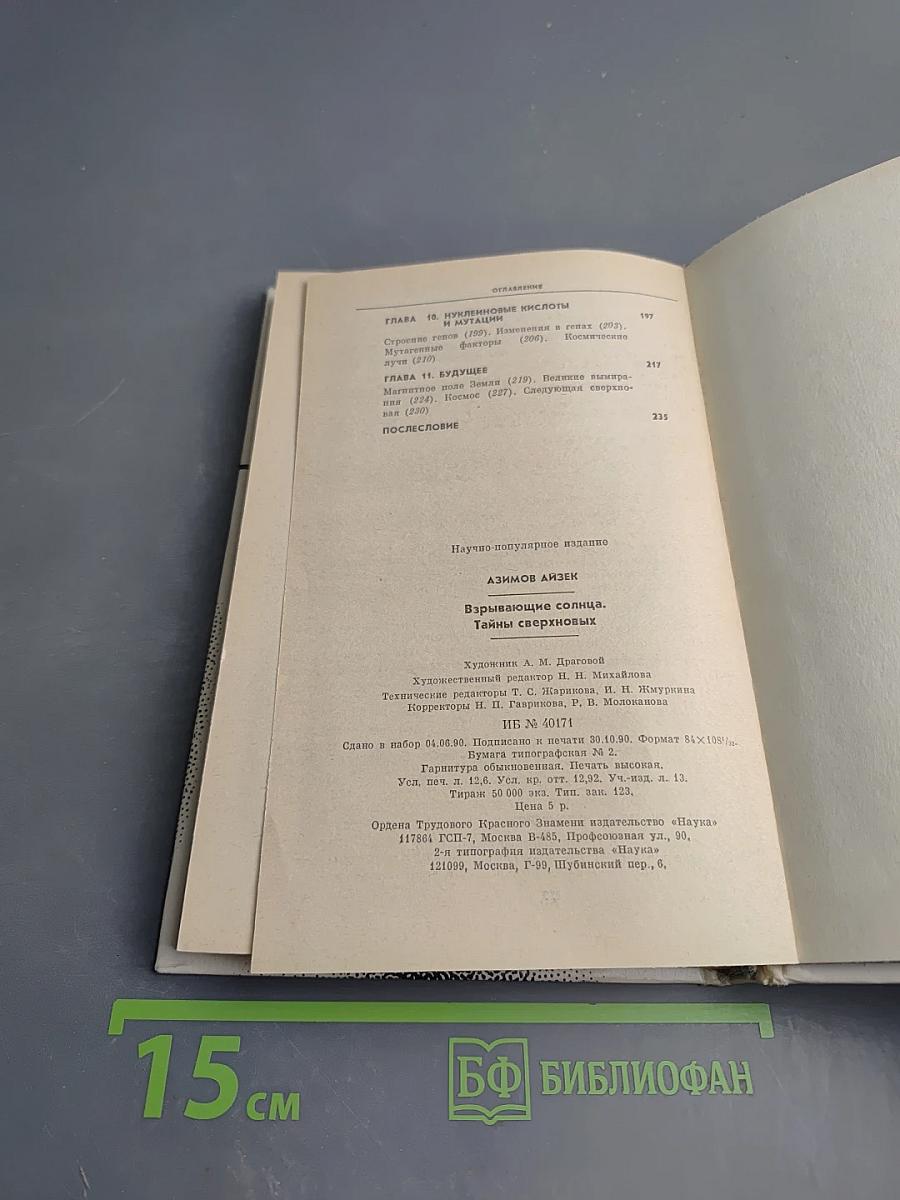 ОГЛАВЛЕНИЕ
ГЛАВА 10. НУКЛЕИНОВЫЕ КИСЛОТЫ
И МУТАЦИИ 197
Строение генов (199). Изменения в генах (203).
Мутагенные факторы (206). Космические
лучи (210)
ГЛАВА 11. БУДУЩЕЕ 217
Магнитное поле Земли (219). Великие вымира-
ния (224). Космос (227). Следующая сверхно-
вая (230)
ПОСЛЕСЛОВИЕ 235
Научно-популярное издание
АЗИМОВ АЙЗЕК
Взрывающие солнца.
Тайны сверхновых
Художник А. М. Драговой
Художественный редактор Н. Н. Михайлова
Технические редакторы Т. С. Жарикова, И. Н. Жмуркина
Корректоры Н. П. Гаврикова, Р. В. Молоканова
ИБ № 40171
Сдано в набор 04.06.90. Подписано к печати 30.10.90. Формат 84×108¹/₃₂.
Бумага типографская № 2.
Гарнитура обыкновенная. Печать высокая.
Усл. печ. л. 12,6. Усл. кр. отт. 12,92. Уч.-изд. л. 13.
Тираж 50 000 экз. Тип. зак. 123.
Цена 5 р.
Ордена Трудового Красного Знамени издательство «Наука»
117864 ГСП-7, Москва В-485, Профсоюзная ул., 90.
2-я типография издательства «Наука»
121099, Москва, Г-99, Шубинский пер., 6.
15 см
БФ БИБЛИОФАН